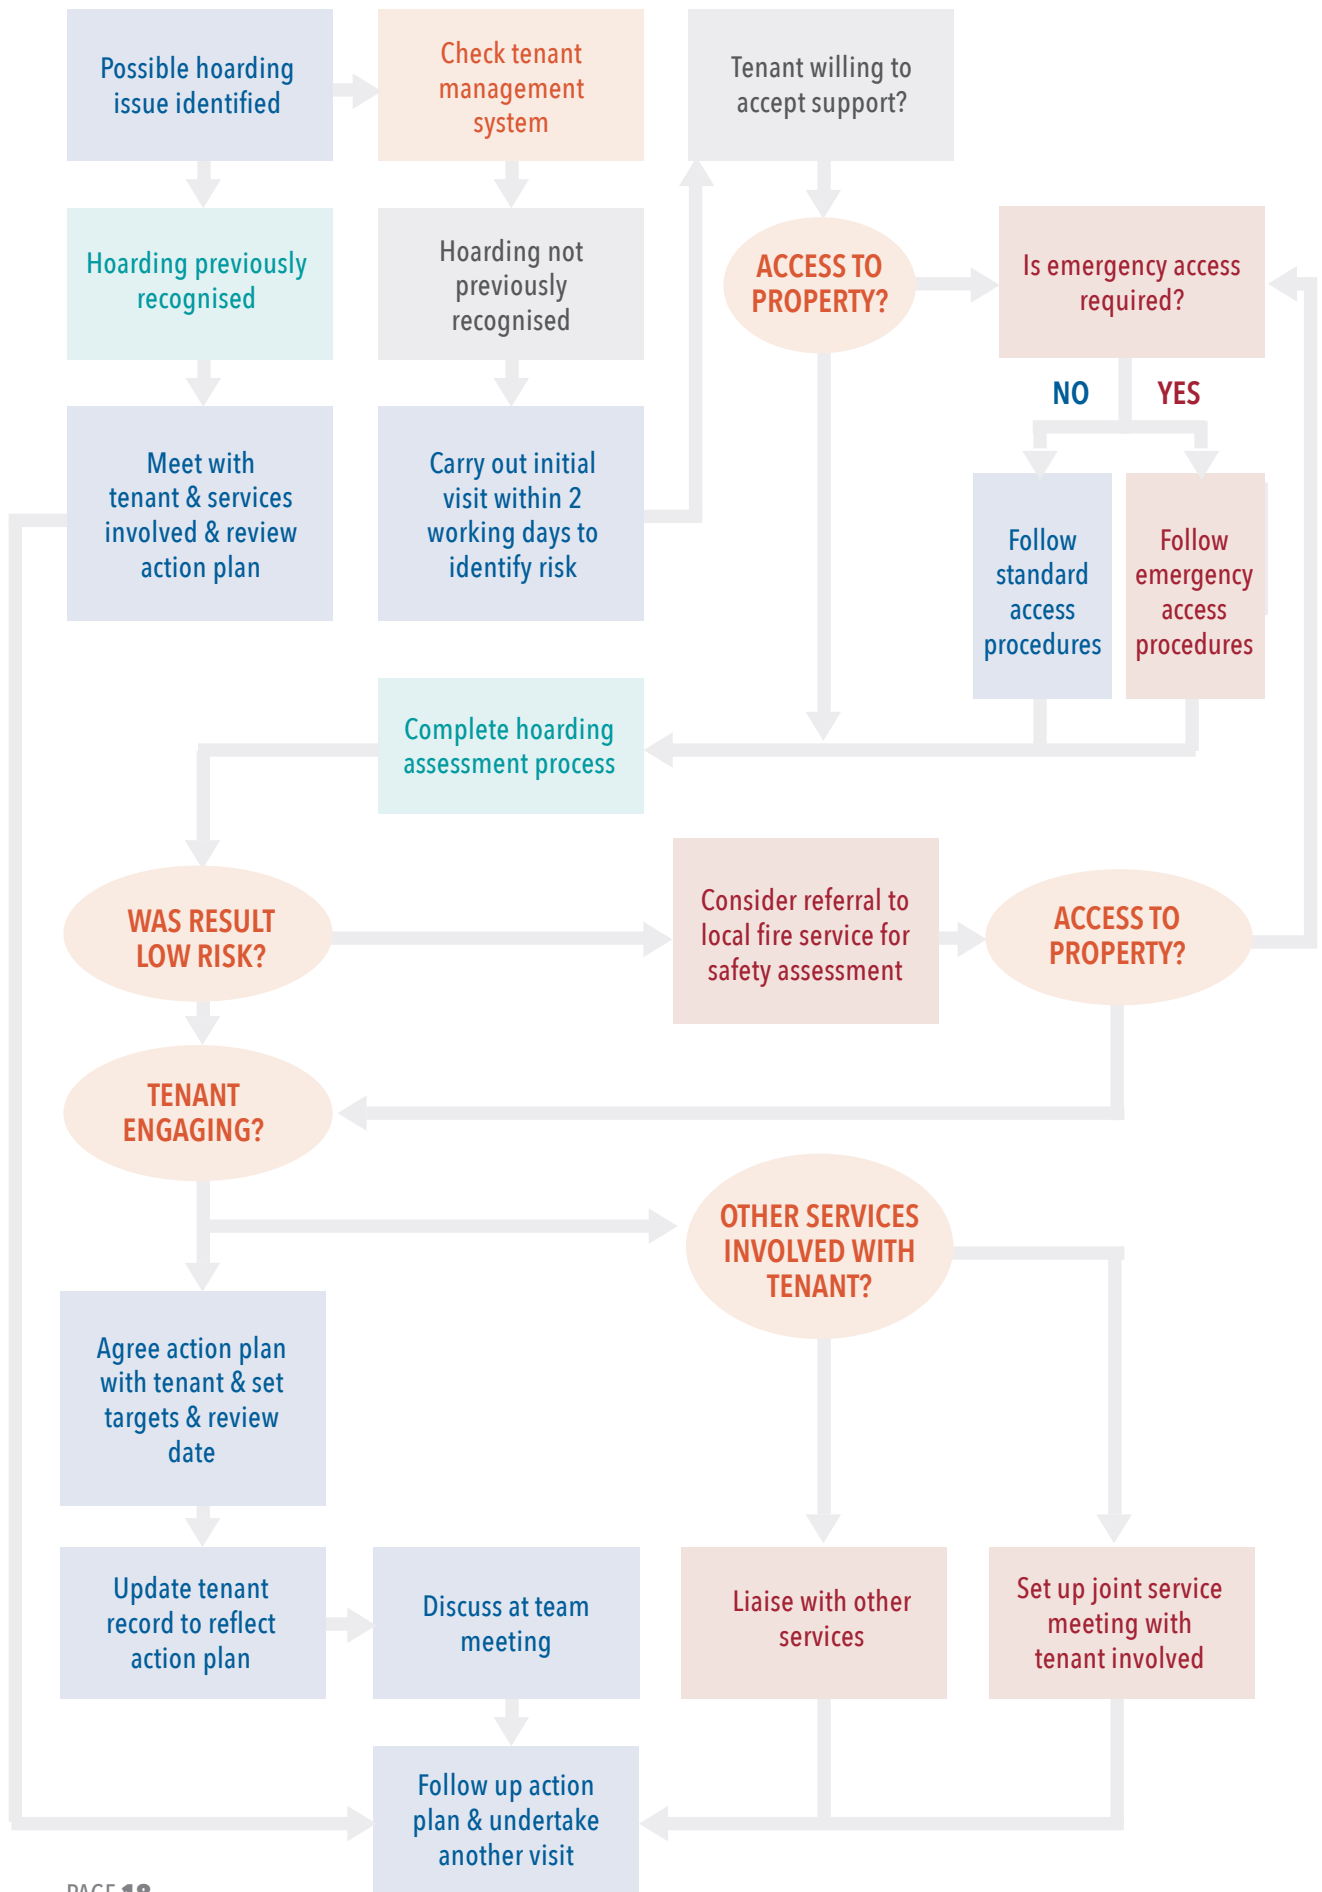 Possible hoarding
issue identified
Check tenant
management
system
Tenant willing to
accept support?
Hoarding previously
recognised
Hoarding not
previously
recognised
ACCESS TO
PROPERTY?
Is emergency access
required?
NO
YES
Meet with
tenant & services
involved & review
action plan
Carry out initial
visit within 2
working days to
identify risk
Follow
standard
access
procedures
Follow
emergency
access
procedures
Complete hoarding
assessment process
WAS RESULT
LOW RISK?
Consider referral to
local fire service for
safety assessment
ACCESS TO
PROPERTY?
TENANT
ENGAGING?
OTHER SERVICES
INVOLVED WITH
TENANT?
Agree action plan
with tenant & set
targets & review
date
Update tenant
record to reflect
action plan
Discuss at team
meeting
Liaise with other
services
Set up joint service
meeting with
tenant involved
Follow up action
plan & undertake
another visit
PAGE 18